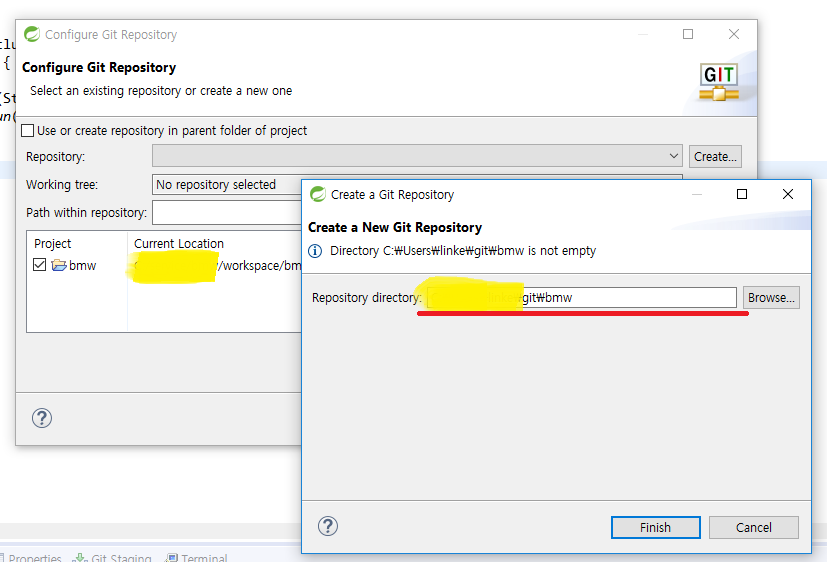 Configure Git Repository
tlu
{
Configure Git Repository
Select an existing repository or create a new one
GIT
(St
un(
Use or create repository in parent folder of project
Repository:
Create...
Working tree:
No repository selected
Path within repository:
Project
Current Location
bmw
/workspace/bm
?
Create a Git Repository
Create a New Git Repository
i
Directory C:₩Users₩linke₩git₩bmw is not empty
Repository directory:
₩git₩bmw
Browse...
?
Finish
Cancel
Properties
Git Staging
Terminal